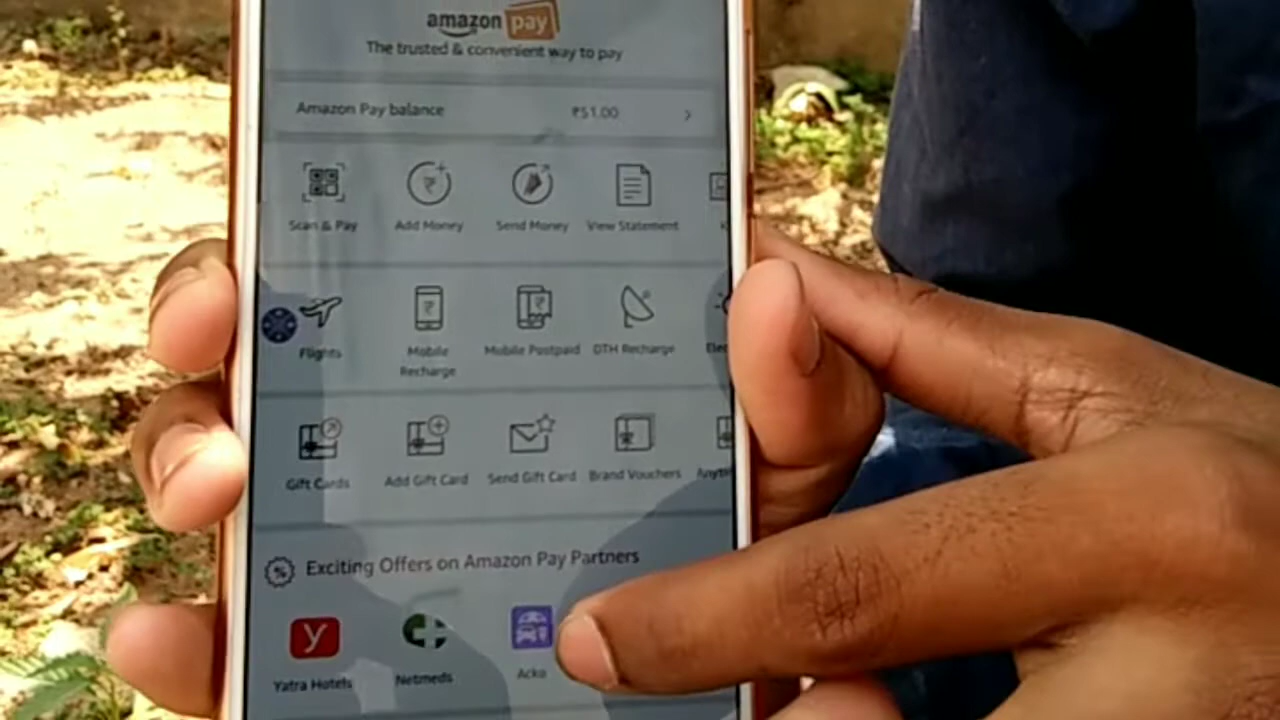 amazon pay
The trusted & convenient way to pay
Amazon Pay balance ₹51.00 >
Scan & Pay Add Money Send Money View Statement
Flights Mobile Recharge Mobile Postpaid DTH Recharge
Gift Cards Add Gift Card Send Gift Card Brand Vouchers
Exciting Offers on Amazon Pay Partners
Yatra Hotels Netmeds Acko